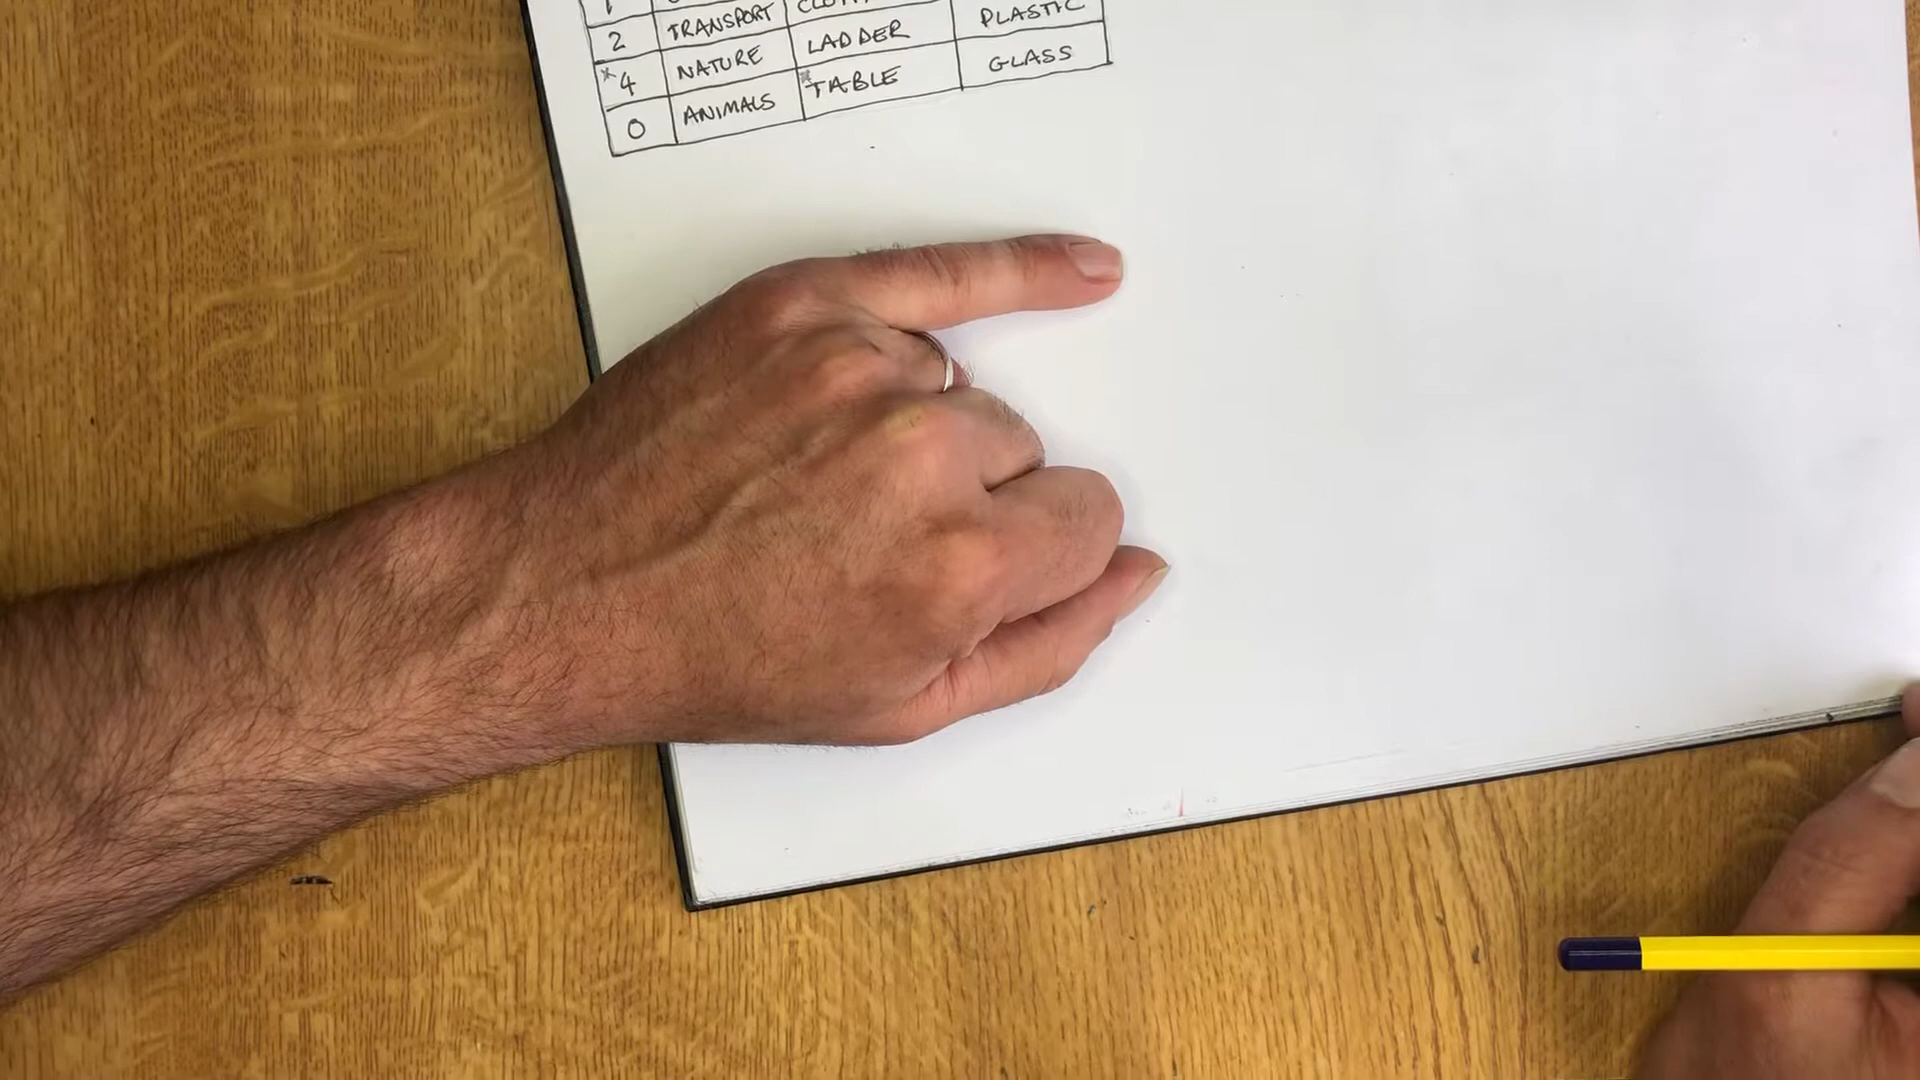 2 TRANSPORT PLASTIC
*4 NATURE LADDER GLASS
0 ANIMALS *TABLE